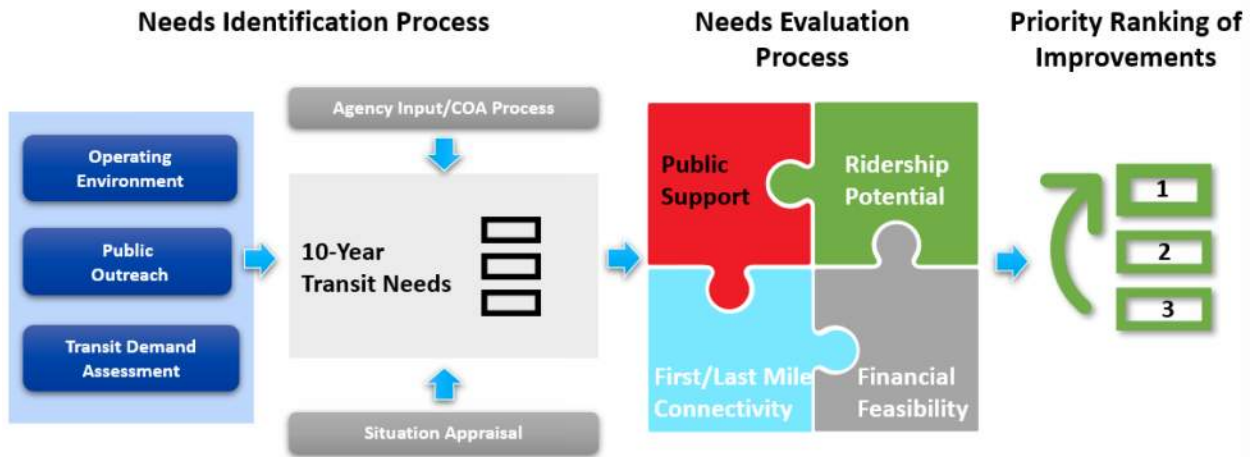 Needs Identification Process
Needs Evaluation
Process
Priority Ranking of
Improvements
Operating
Environment
Public
Outreach
Transit Demand
Assessment
Agency Input/COA Process
10-Year
Transit Needs
Situation Appraisal
Public
Support
Ridership
Potential
First/Last Mile
Connectivity
Financial
Feasibility
1
2
3